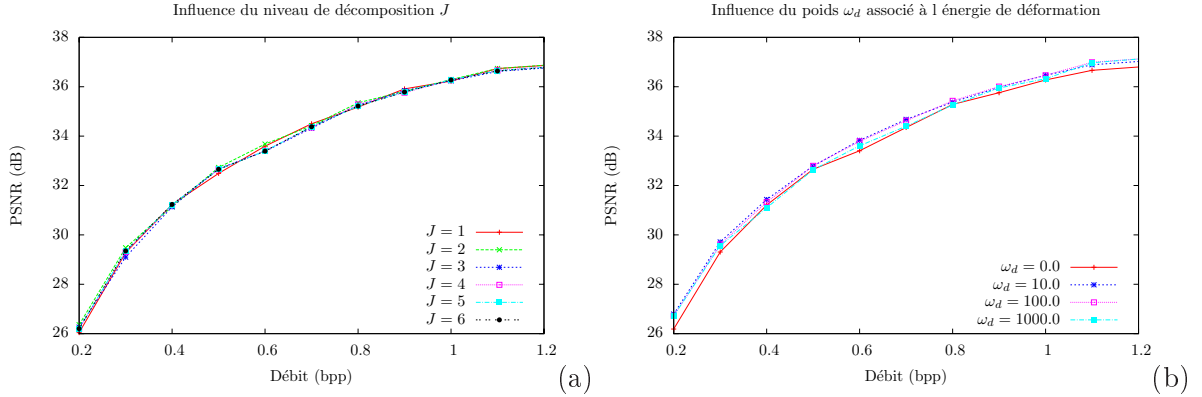 Influence du niveau de décomposition J
38
36
34
32
30
28
26
PSNR (dB)
0.2 0.4 0.6 0.8 1 1.2
Débit (bpp)
J = 1
J = 2
J = 3
J = 4
J = 5
J = 6
(a)
Influence du poids ω_d associé à l énergie de déformation
38
36
34
32
30
28
26
PSNR (dB)
0.2 0.4 0.6 0.8 1 1.2
Débit (bpp)
ω_d = 0.0
ω_d = 10.0
ω_d = 100.0
ω_d = 1000.0
(b)